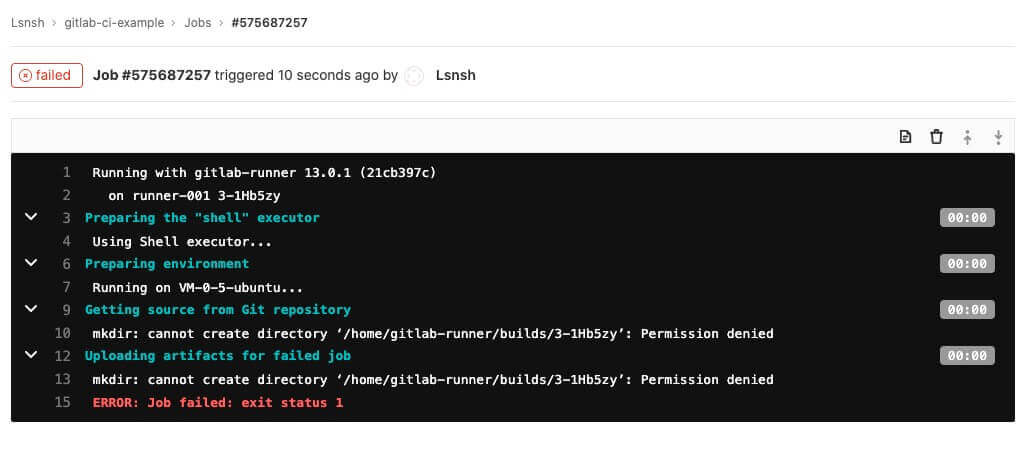 Lsnsh > gitlab-ci-example > Jobs > #575687257
failed Job #575687257 triggered 10 seconds ago by Lsnsh
1 Running with gitlab-runner 13.0.1 (21cb397c)
2 on runner-001 3-1Hb5zy
3 Preparing the "shell" executor 00:00
4 Using Shell executor...
6 Preparing environment 00:00
7 Running on VM-0-5-ubuntu...
9 Getting source from Git repository 00:00
10 mkdir: cannot create directory ‘/home/gitlab-runner/builds/3-1Hb5zy’: Permission denied
12 Uploading artifacts for failed job 00:00
13 mkdir: cannot create directory ‘/home/gitlab-runner/builds/3-1Hb5zy’: Permission denied
15 ERROR: Job failed: exit status 1